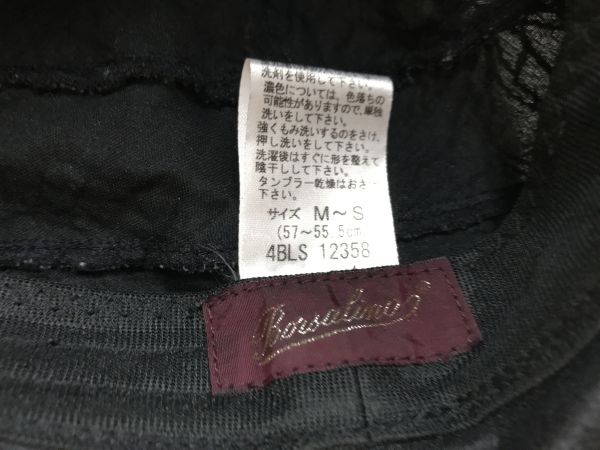 洗剤を使用して下さい。
濃色については、色落ちの
可能性がありますので、単独
洗いをして下さい。
強くもみ洗いするのをさけ、
押し洗いをして下さい。
洗濯後はすぐに形を整えて
陰干しして下さい。
タンブラー乾燥はおさけ
下さい。
サイズ M～S
(57～55.5cm
4BLS 12358
Borsalino